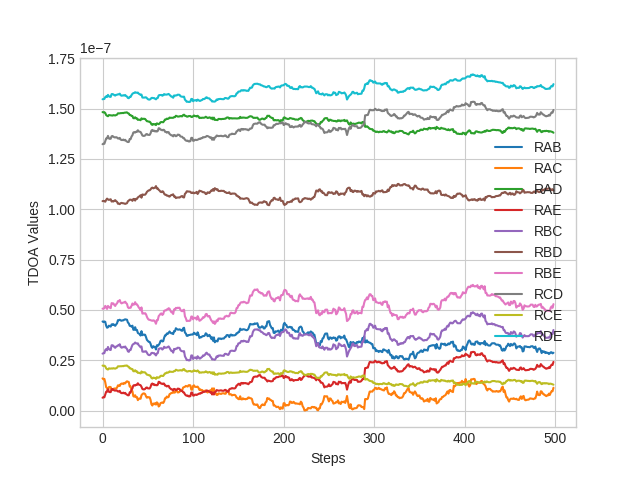 1e−7
1.75
1.50
1.25
1.00
0.75
0.50
0.25
0.00
TDOA Values
0
100
200
300
400
500
Steps
RAB
RAC
RAD
RAE
RBC
RBD
RBE
RCD
RCE
RDE